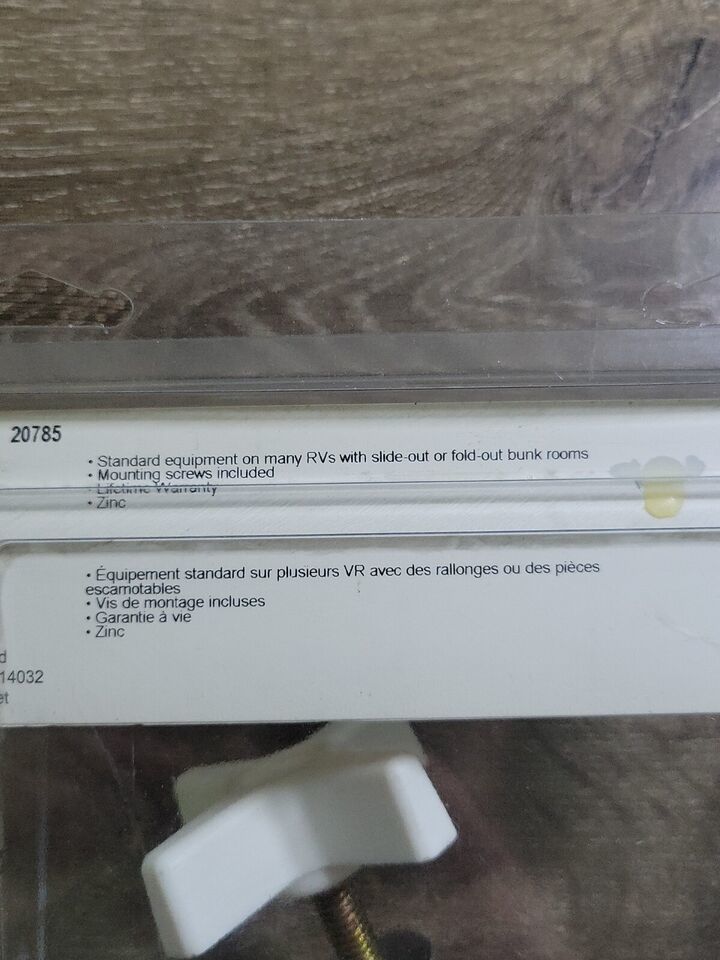 20785
• Standard equipment on many RVs with slide-out or fold-out bunk rooms
• Mounting screws included
• Lifetime Warranty
• Zinc
• Équipement standard sur plusieurs VR avec des rallonges ou des pièces
escamotables
• Vis de montage incluses
• Garantie à vie
• Zinc
d
14032
et